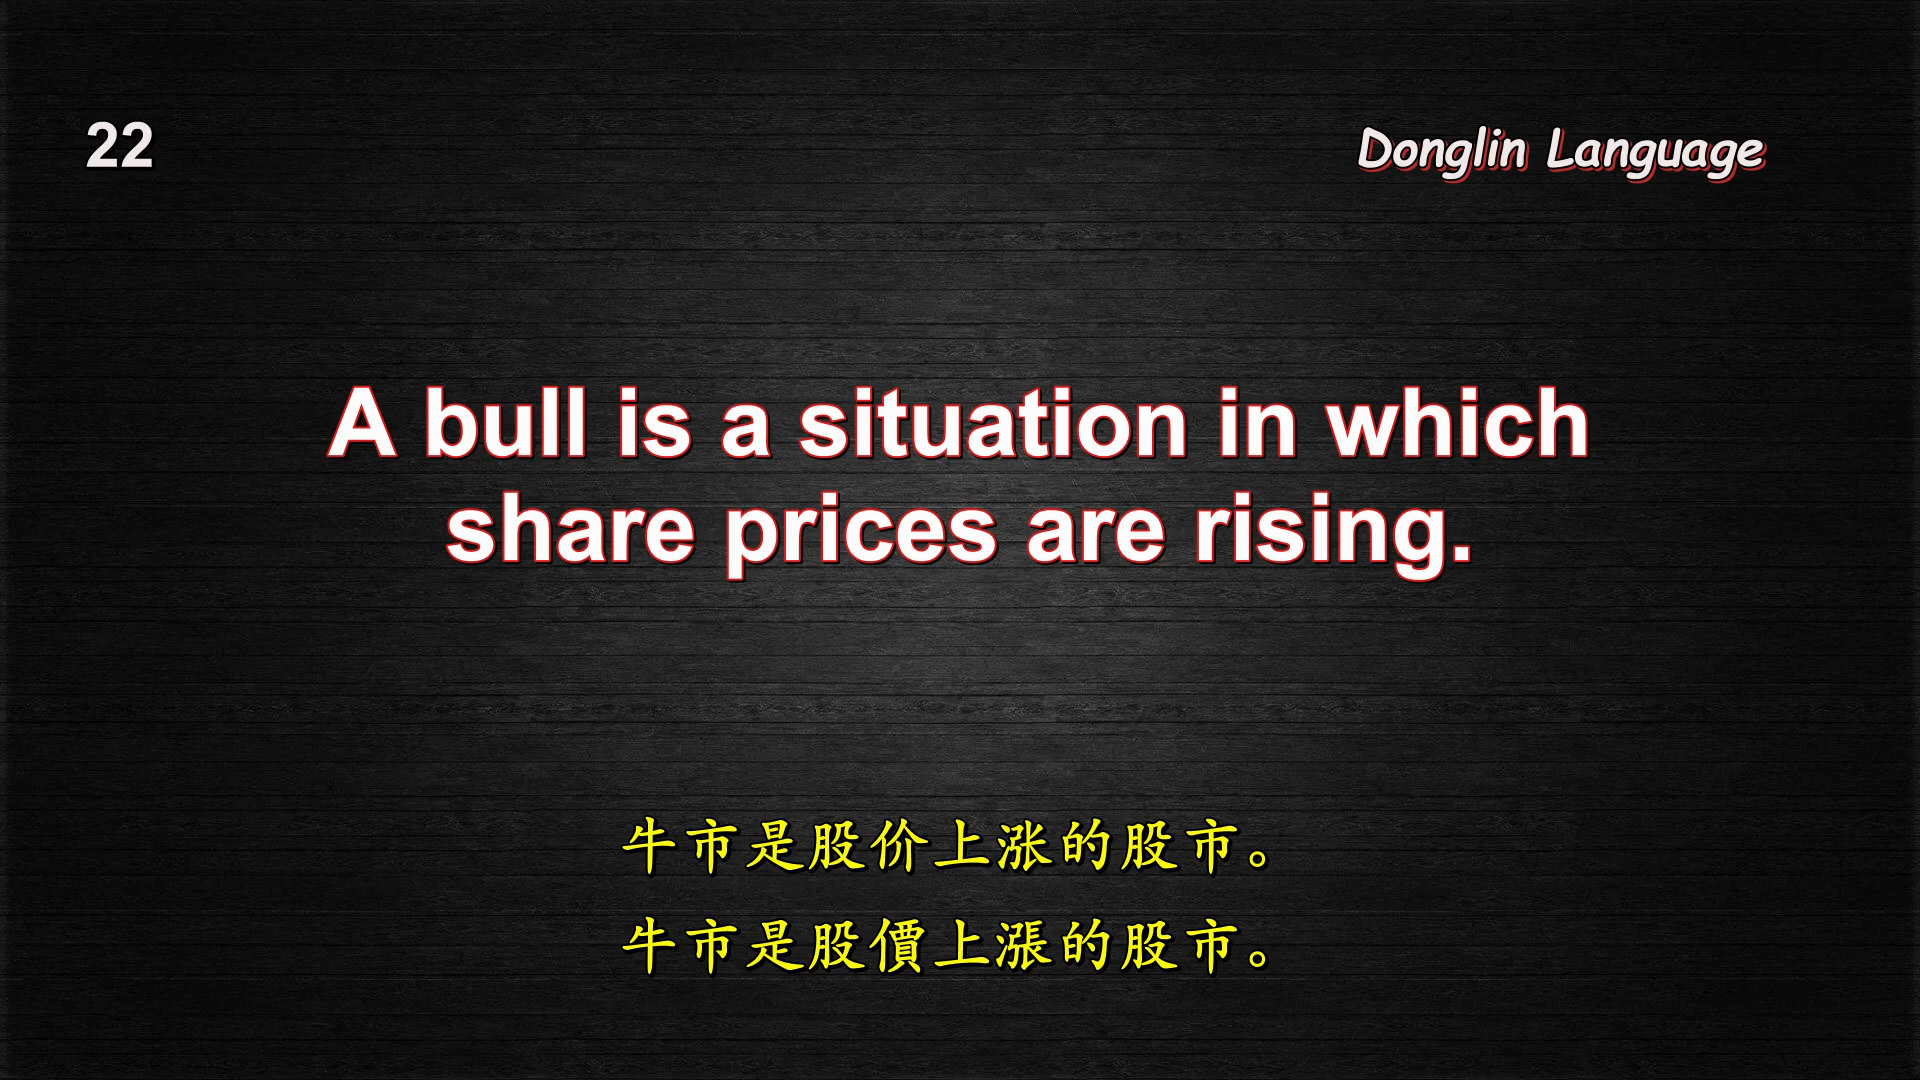 22
Donglin Language
A bull is a situation in which
share prices are rising.
牛市是股价上涨的股市。
牛市是股價上漲的股市。